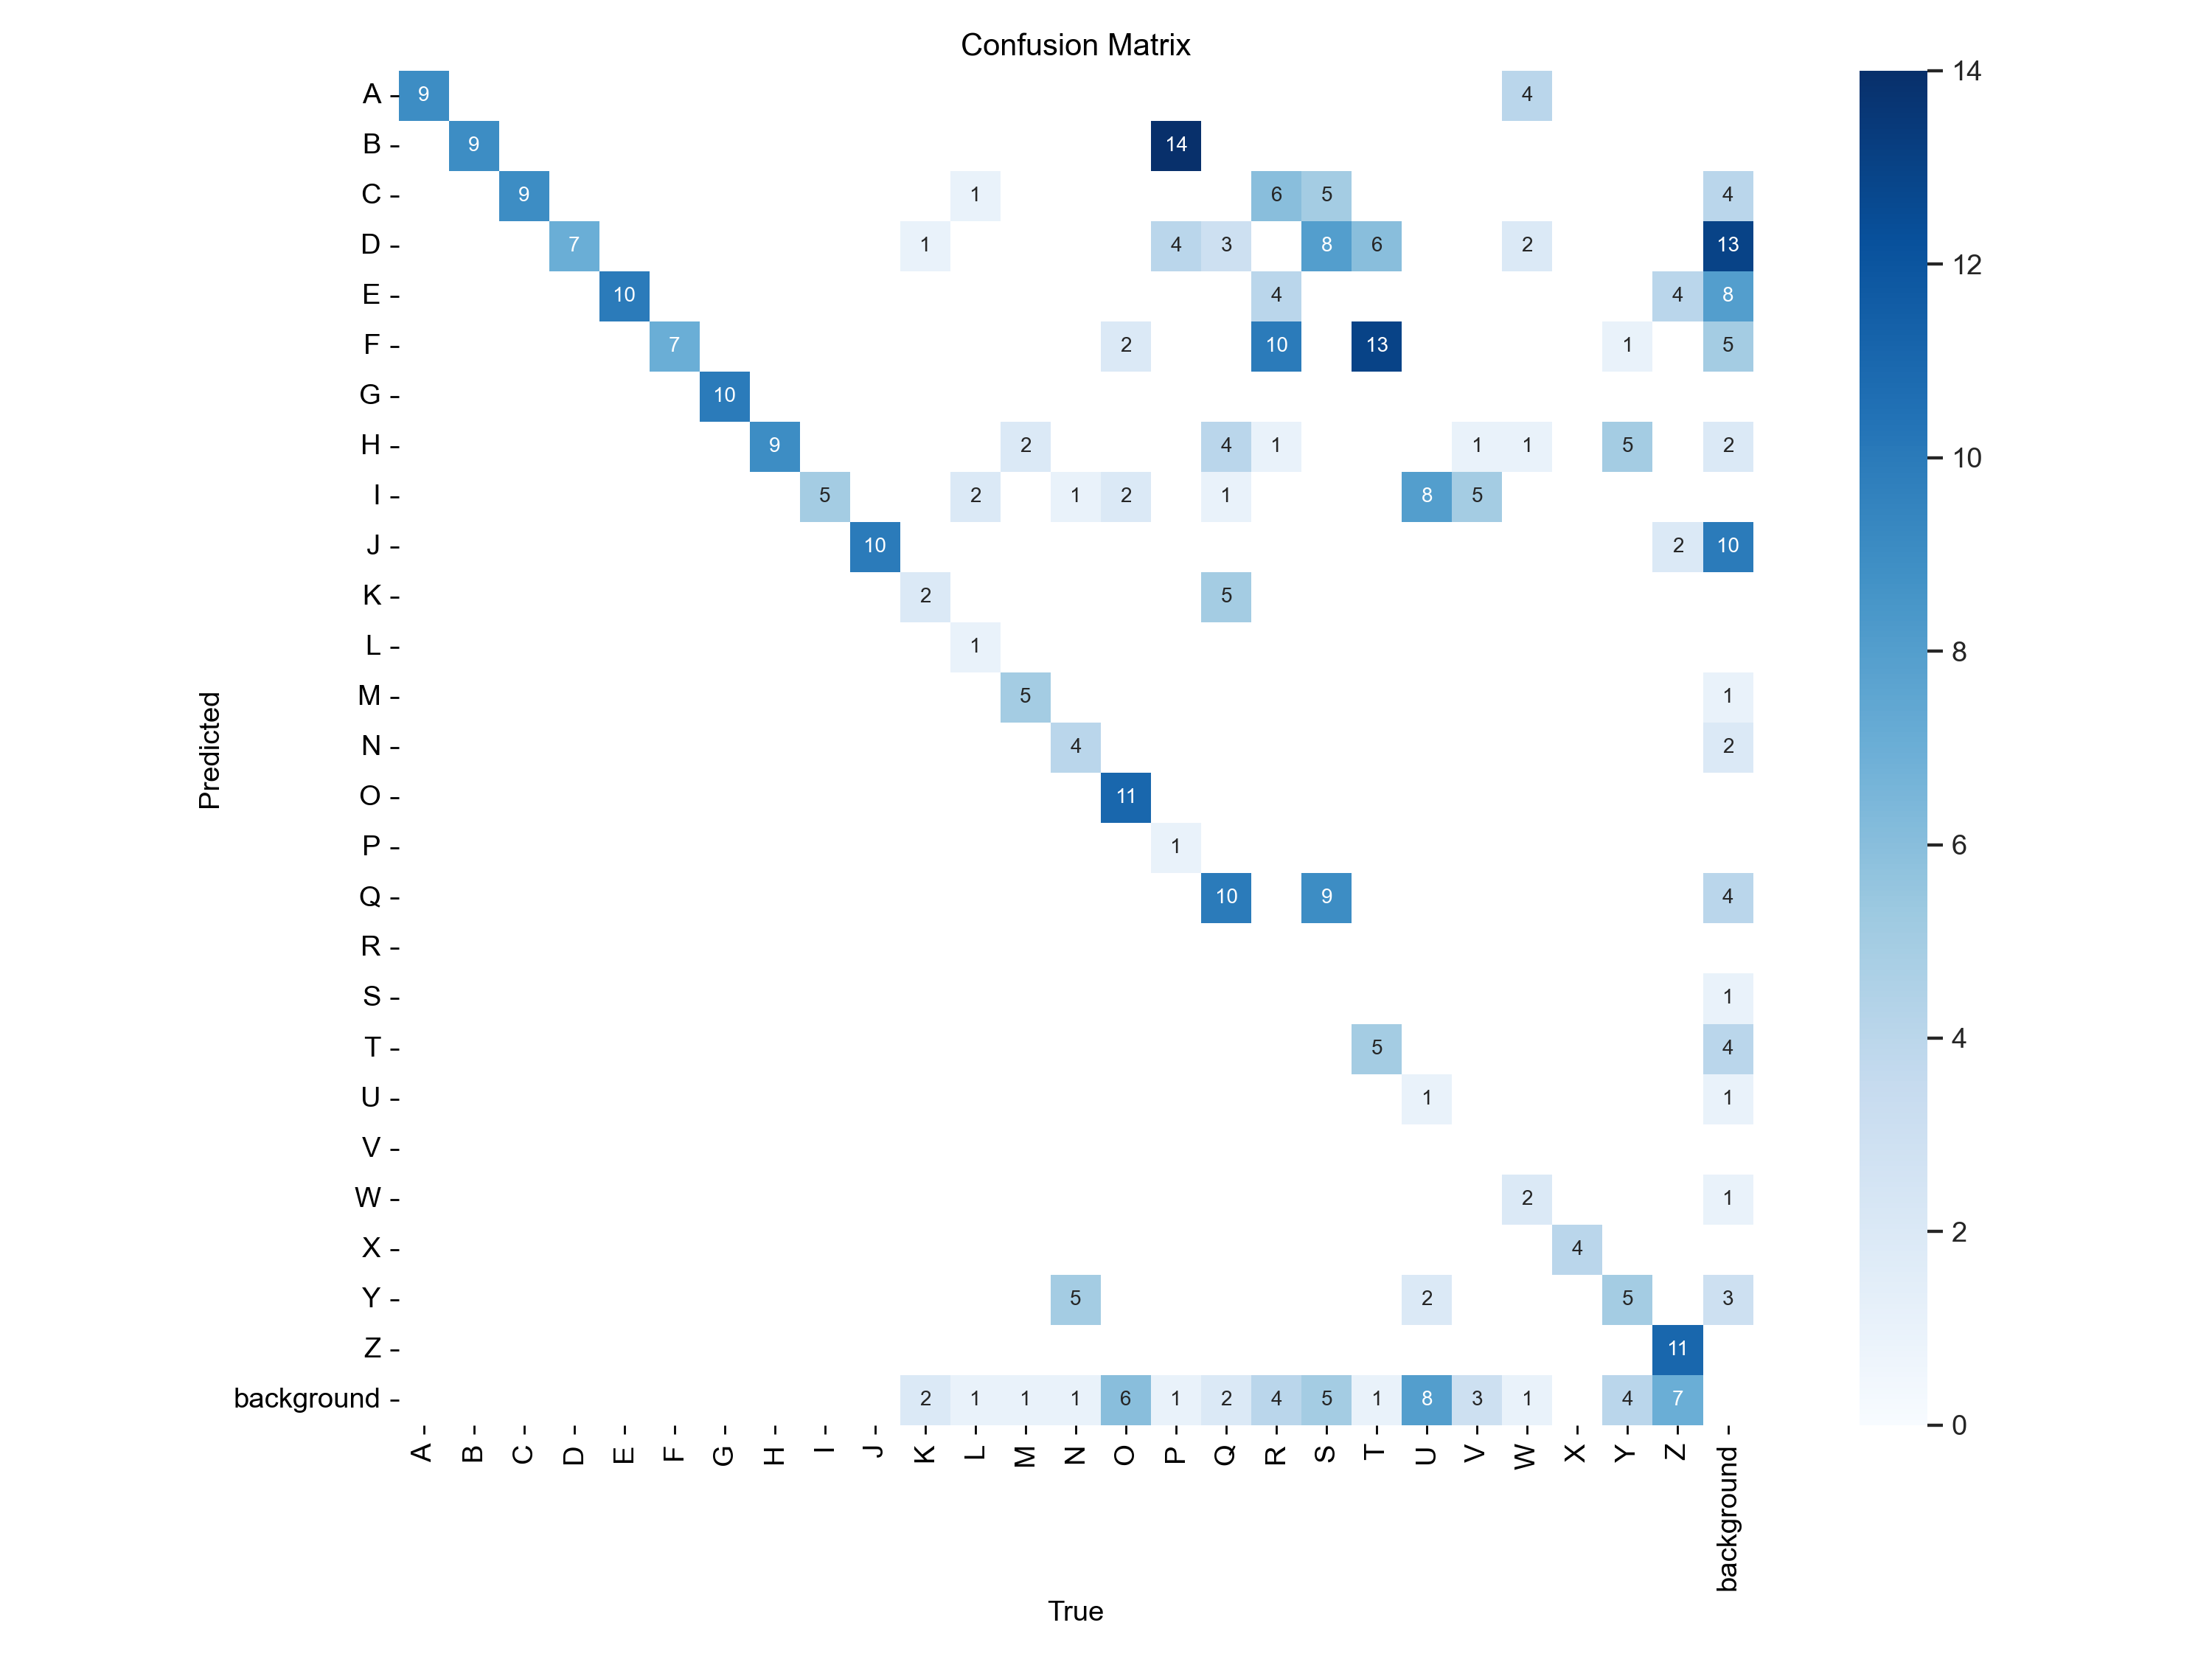 Confusion Matrix
A 9 4
B 9 14
C 9 1 6 5 4
D 7 1 4 3 8 6 2 13
E 10 4 4 8
F 7 2 10 13 1 5
G 10
H 9 2 4 1 1 1 5 2
I 5 2 1 2 1 8 5
J 10 2 10
K 2 5
L 1
M 5 1
N 4 2
O 11
P 1
Q 10 9 4
R
S 1
T 5 4
U 1 1
V
W 2 1
X 4
Y 5 2 5 3
Z 11
background 2 1 1 1 6 1 2 4 5 1 8 3 1 4 7
A B C D E F G H I J K L M N O P Q R S T U V W X Y Z background
True
Predicted
14
12
10
8
6
4
2
0